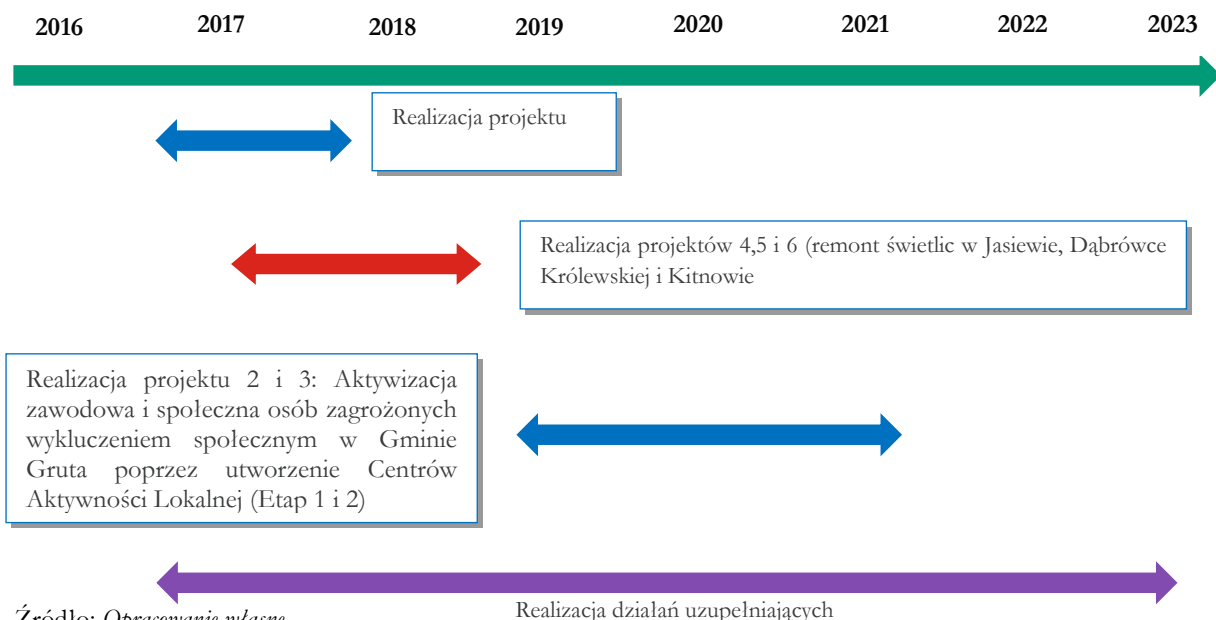 2016 2017 2018 2019 2020 2021 2022 2023
Realizacja projektu
Realizacja projektów 4,5 i 6 (remont świetlic w Jasiewie, Dąbrówce
Królewskiej i Kitnowie
Realizacja projektu 2 i 3: Aktywizacja
zawodowa i społeczna osób zagrożonych
wykluczeniem społecznym w Gminie
Gruta poprzez utworzenie Centrów
Aktywności Lokalnej (Etap 1 i 2)
Realizacja działań uzupełniających
Źródło: Opracowanie własne